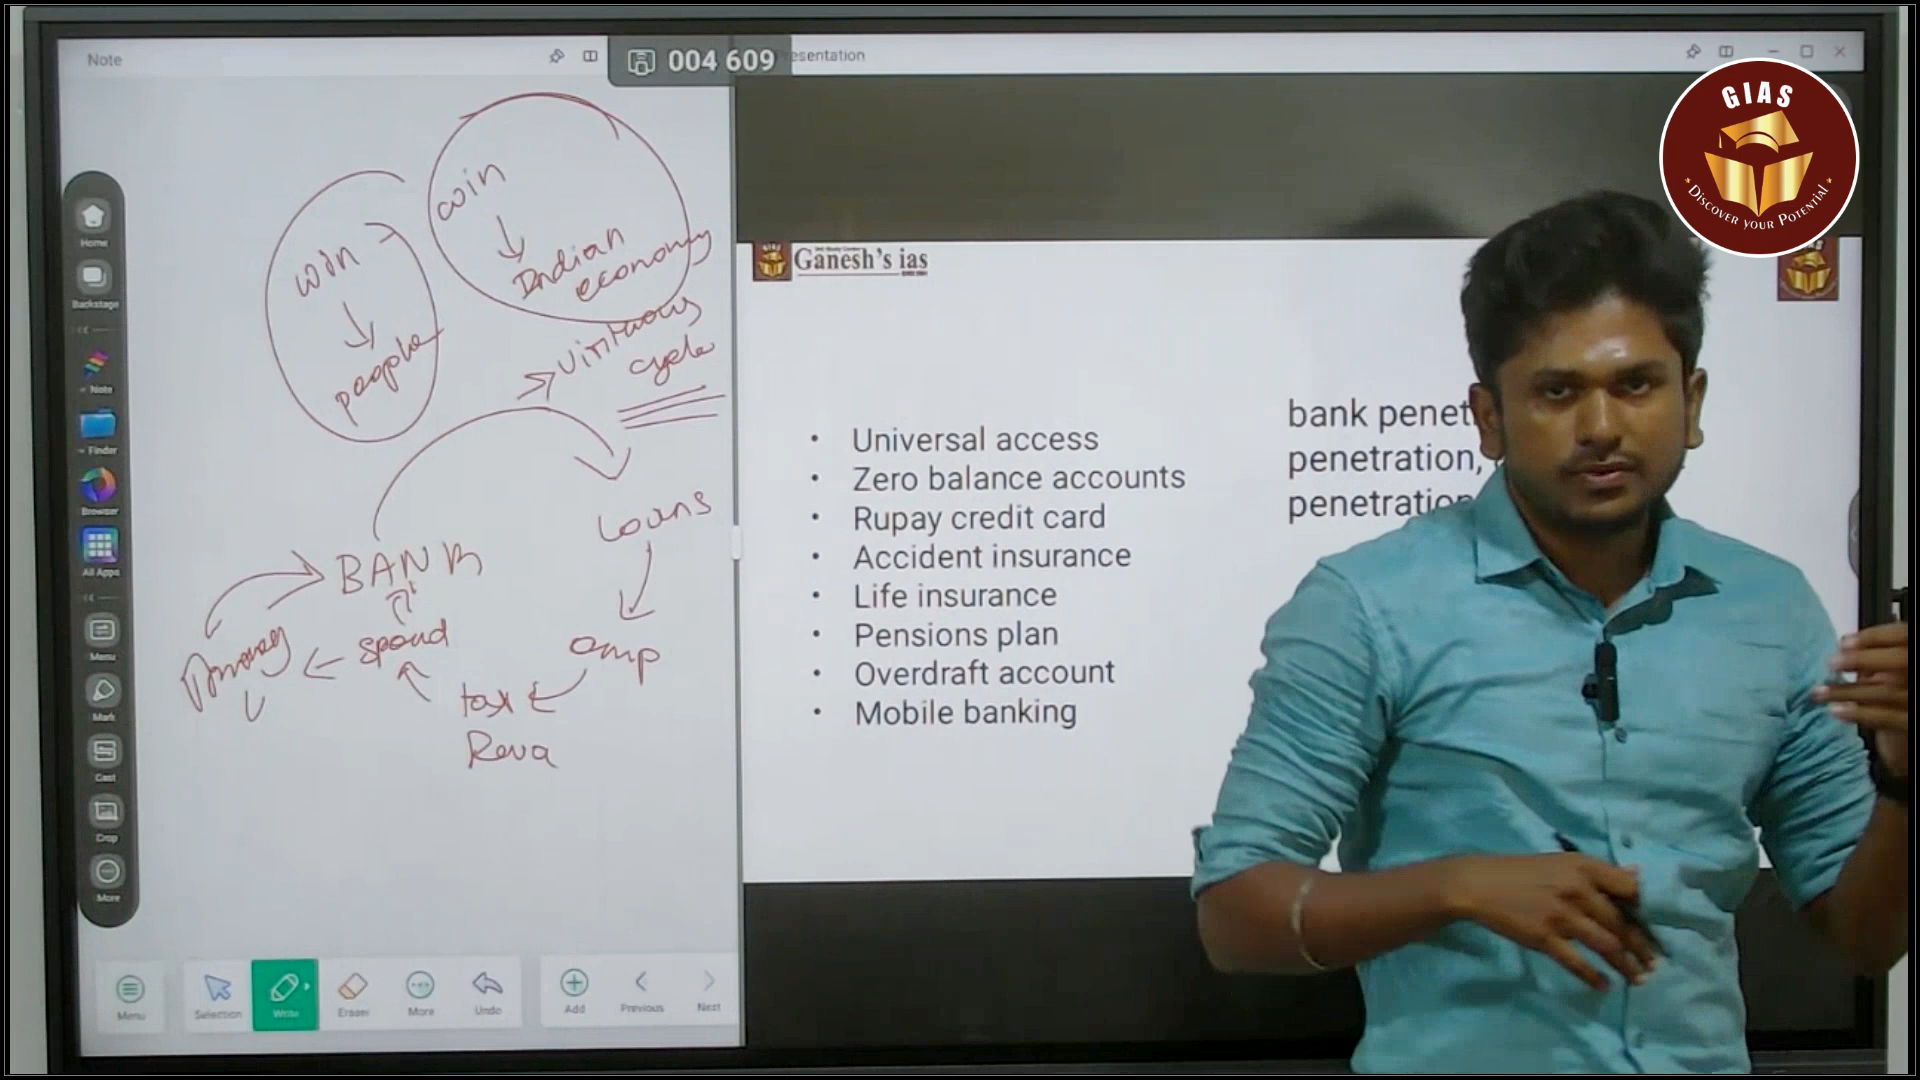 Note
004 609
esentation
GIAS
DISCOVER YOUR POTENTIAL
Home
Backstage
Note
Finder
Browser
All Apps
Menu
Mark
Cast
Crop
More
win
↓
people
win
↓
Indian
economy
→ Virituous
cycle
BANK
Loans
money
spend
emp
tax
Reva
Ganesh's ias
• Universal access
• Zero balance accounts
• Rupay credit card
• Accident insurance
• Life insurance
• Pensions plan
• Overdraft account
• Mobile banking
bank penet
penetration,
penetration
Menu
Selection
Write
Eraser
More
Undo
Add
Previous
Next